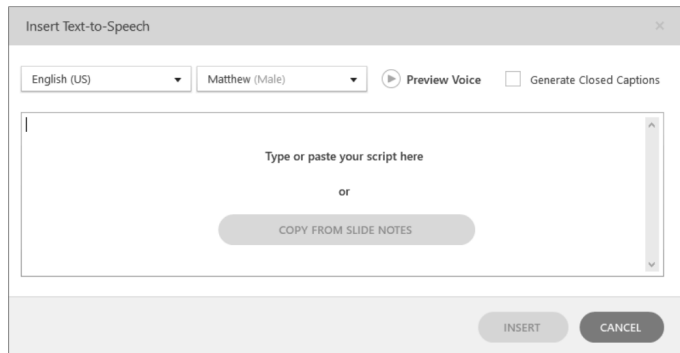 Insert Text-to-Speech
English (US) Matthew (Male) Preview Voice Generate Closed Captions
Type or paste your script here
or
COPY FROM SLIDE NOTES
INSERT CANCEL